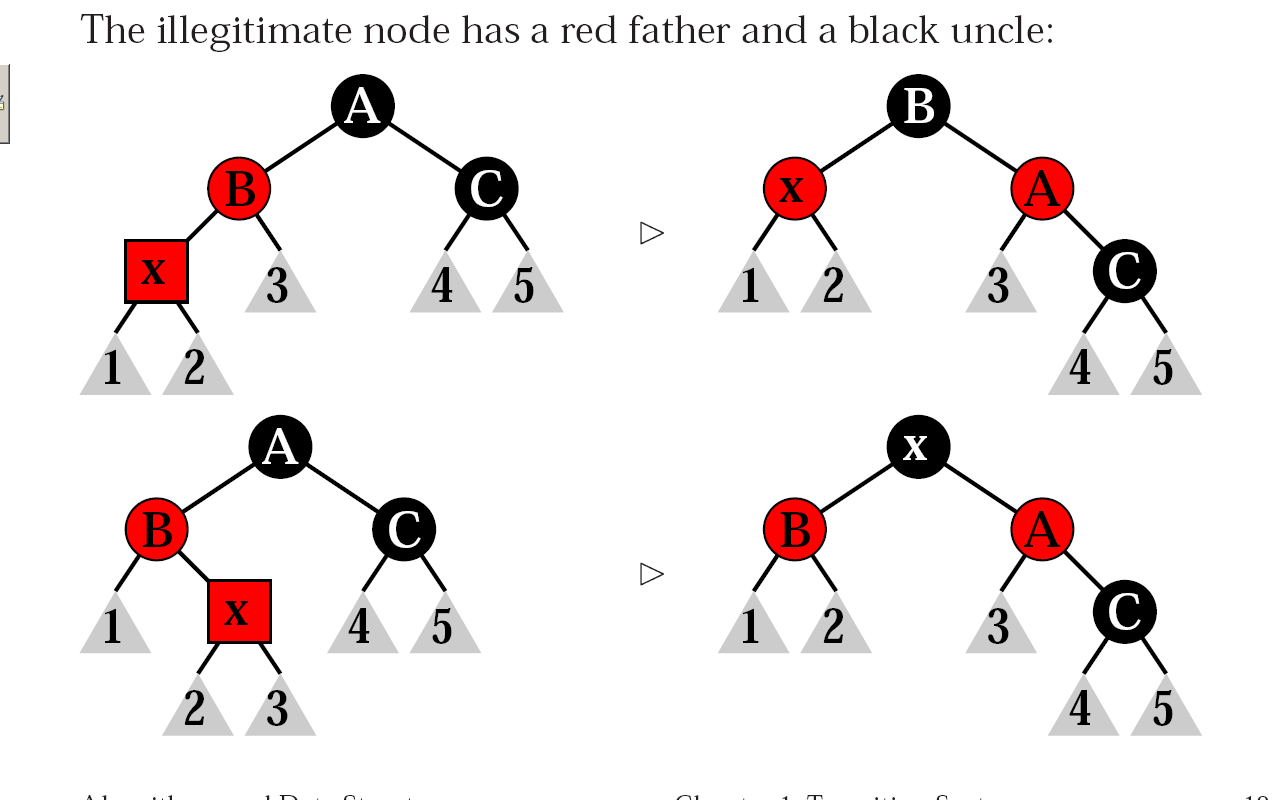 The illegitimate node has a red father and a black uncle:
A B
B C x A
x 3 4 5 1 2 3 C
1 2 4 5
A x
B C B A
1 x 4 5 1 2 3 C
2 3 4 5